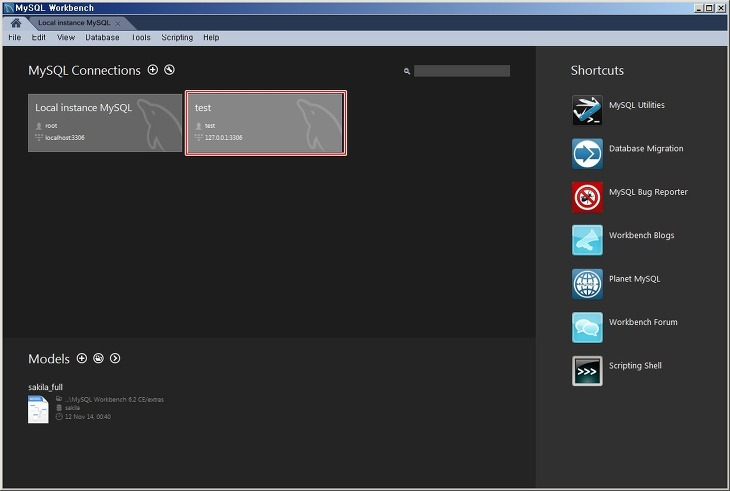 MySQL Workbench
Local instance MySQL
File Edit View Database Tools Scripting Help
MySQL Connections
Local instance MySQL
root
localhost:3306
test
test
127.0.0.1:3306
Shortcuts
MySQL Utilities
Database Migration
MySQL Bug Reporter
Workbench Blogs
Planet MySQL
Workbench Forum
Scripting Shell
Models
sakila_full
...\MySQL Workbench 6.2 CE/extras
sakila
12 Nov 14, 00:40